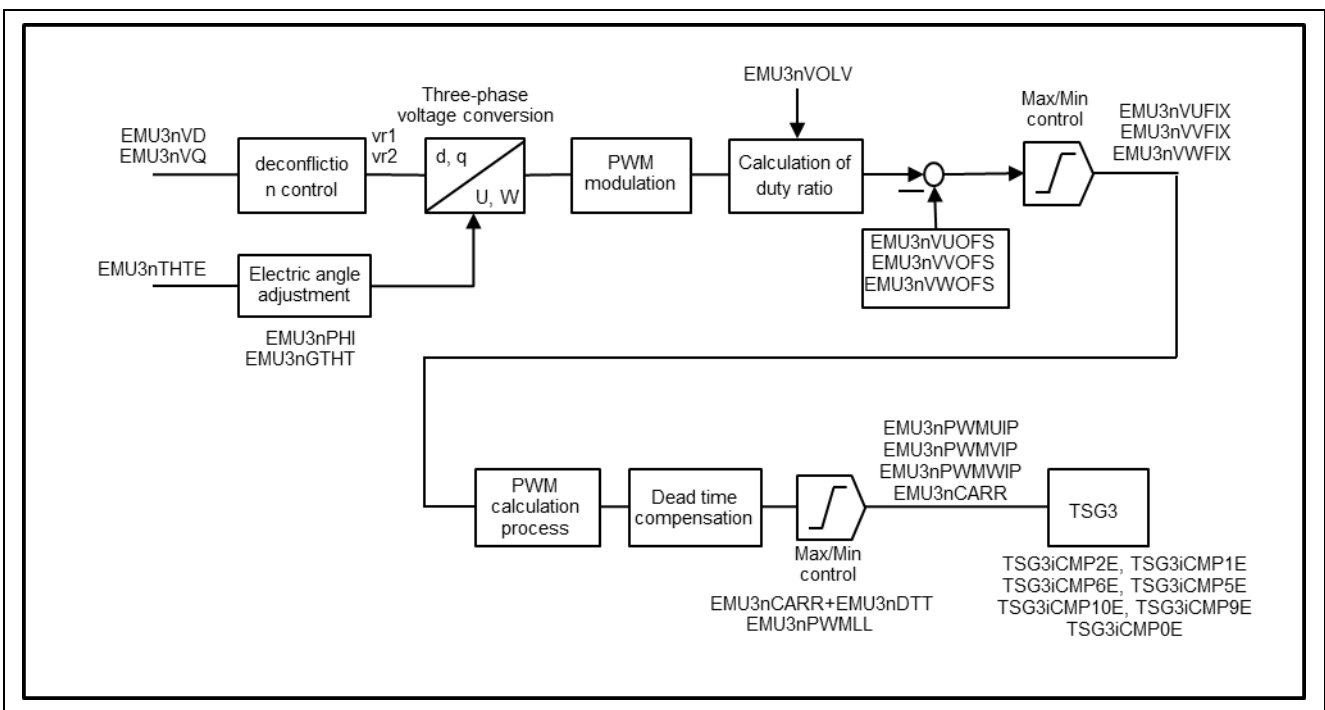 EMU3nVOLV
Three-phase
voltage conversion
Max/Min
control
EMU3nVUFIX
EMU3nVVFIX
EMU3nVWFIX
EMU3nVD
EMU3nVQ
deconflictio
n control
vr1
vr2
d, q
U, W
PWM
modulation
Calculation of
duty ratio
—
EMU3nVUOFS
EMU3nVVOFS
EMU3nVWOFS
EMU3nTHTE
Electric angle
adjustment
EMU3nPHI
EMU3nGTHT
PWM
calculation
process
Dead time
compensation
Max/Min
control
EMU3nCARR+EMU3nDTT
EMU3nPWMLL
EMU3nPWMUIP
EMU3nPWMVIP
EMU3nPWMWIP
EMU3nCARR
TSG3
TSG3iCMP2E, TSG3iCMP1E
TSG3iCMP6E, TSG3iCMP5E
TSG3iCMP10E, TSG3iCMP9E
TSG3iCMP0E